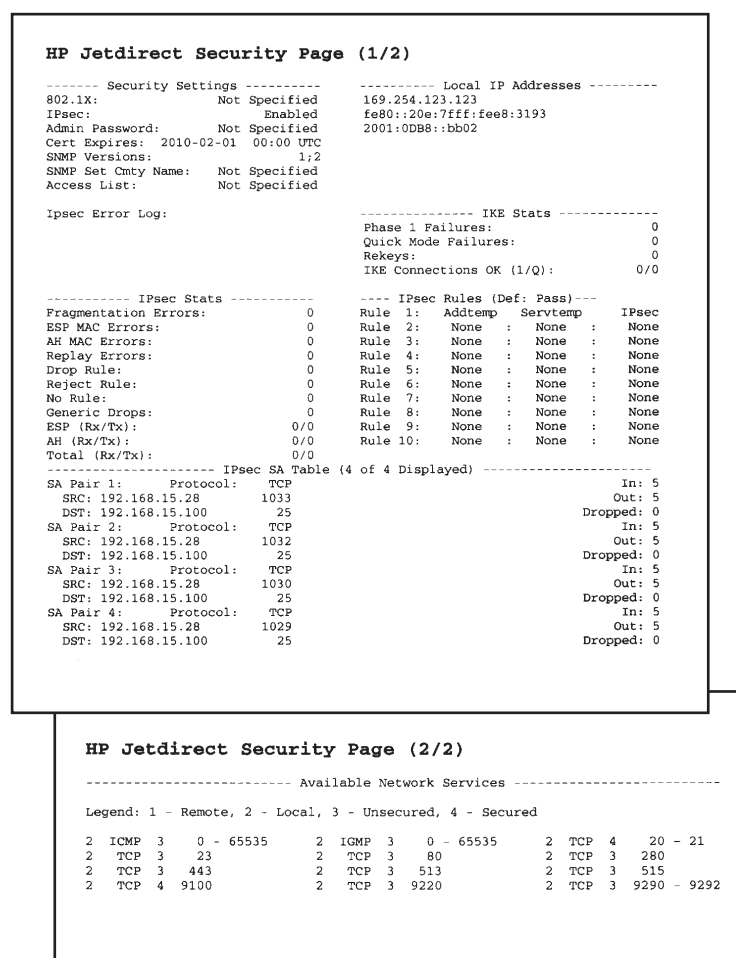 HP Jetdirect Security Page (1/2)
------- Security Settings ----------
802.1X: Not Specified
IPsec: Enabled
Admin Password: Not Specified
Cert Expires: 2010-02-01 00:00 UTC
SNMP Versions: 1;2
SNMP Set Cmty Name: Not Specified
Access List: Not Specified
Ipsec Error Log:
---------- Local IP Addresses ---------
169.254.123.123
fe80::20e:7fff:fee8:3193
2001:0DB8::bb02
--------------- IKE Stats -------------
Phase 1 Failures: 0
Quick Mode Failures: 0
Rekeys: 0
IKE Connections OK (1/Q): 0/0
----------- IPsec Stats -----------
Fragmentation Errors: 0
ESP MAC Errors: 0
AH MAC Errors: 0
Replay Errors: 0
Drop Rule: 0
Reject Rule: 0
No Rule: 0
Generic Drops: 0
ESP (Rx/Tx): 0/0
AH (Rx/Tx): 0/0
Total (Rx/Tx): 0/0
---- IPsec Rules (Def: Pass)---
Rule 1: Addtemp Servtemp IPsec
Rule 2: None : None : None
Rule 3: None : None : None
Rule 4: None : None : None
Rule 5: None : None : None
Rule 6: None : None : None
Rule 7: None : None : None
Rule 8: None : None : None
Rule 9: None : None : None
Rule 10: None : None : None
---------------------- IPsec SA Table (4 of 4 Displayed) ----------------------
SA Pair 1: Protocol: TCP In: 5
SRC: 192.168.15.28 1033 Out: 5
DST: 192.168.15.100 25 Dropped: 0
SA Pair 2: Protocol: TCP In: 5
SRC: 192.168.15.28 1032 Out: 5
DST: 192.168.15.100 25 Dropped: 0
SA Pair 3: Protocol: TCP In: 5
SRC: 192.168.15.28 1030 Out: 5
DST: 192.168.15.100 25 Dropped: 0
SA Pair 4: Protocol: TCP In: 5
SRC: 192.168.15.28 1029 Out: 5
DST: 192.168.15.100 25 Dropped: 0
HP Jetdirect Security Page (2/2)
-------------------------- Available Network Services --------------------------
Legend: 1 - Remote, 2 - Local, 3 - Unsecured, 4 - Secured
2 ICMP 3 0 - 65535 2 IGMP 3 0 - 65535 2 TCP 4 20 - 21
2 TCP 3 23 2 TCP 3 80 2 TCP 3 280
2 TCP 3 443 2 TCP 3 513 2 TCP 3 515
2 TCP 4 9100 2 TCP 3 9220 2 TCP 3 9290 - 9292